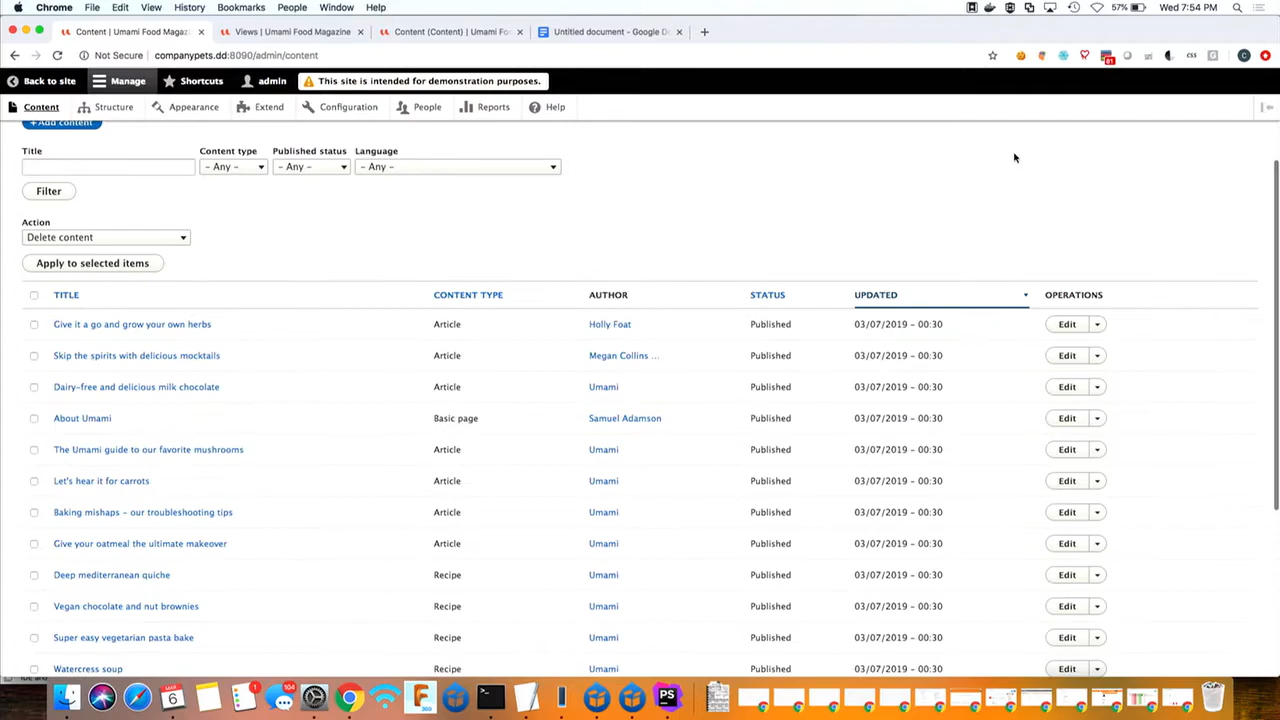 Chrome File Edit View History Bookmarks People Window Help 57% Wed 7:54 PM
Content | Umami Food Magaz Views | Umami Food Magazine Content (Content) | Umami Fo Untitled document - Google D
Not Secure companypets.dd:8090/admin/content 81 CSS C
Back to site Manage Shortcuts admin This site is intended for demonstration purposes.
Content Structure Appearance Extend Configuration People Reports Help
+ Add content
Title Content type Published status Language
- Any - - Any - - Any -
Filter
Action
Delete content
Apply to selected items
TITLE CONTENT TYPE AUTHOR STATUS UPDATED OPERATIONS
Give it a go and grow your own herbs Article Holly Foat Published 03/07/2019 - 00:30 Edit
Skip the spirits with delicious mocktails Article Megan Collins ... Published 03/07/2019 - 00:30 Edit
Dairy-free and delicious milk chocolate Article Umami Published 03/07/2019 - 00:30 Edit
About Umami Basic page Samuel Adamson Published 03/07/2019 - 00:30 Edit
The Umami guide to our favorite mushrooms Article Umami Published 03/07/2019 - 00:30 Edit
Let's hear it for carrots Article Umami Published 03/07/2019 - 00:30 Edit
Baking mishaps - our troubleshooting tips Article Umami Published 03/07/2019 - 00:30 Edit
Give your oatmeal the ultimate makeover Article Umami Published 03/07/2019 - 00:30 Edit
Deep mediterranean quiche Recipe Umami Published 03/07/2019 - 00:30 Edit
Vegan chocolate and nut brownies Recipe Umami Published 03/07/2019 - 00:30 Edit
Super easy vegetarian pasta bake Recipe Umami Published 03/07/2019 - 00:30 Edit
Watercress soup Recipe Umami Published 03/07/2019 - 00:30 Edit
6 1 104 F 360 PS